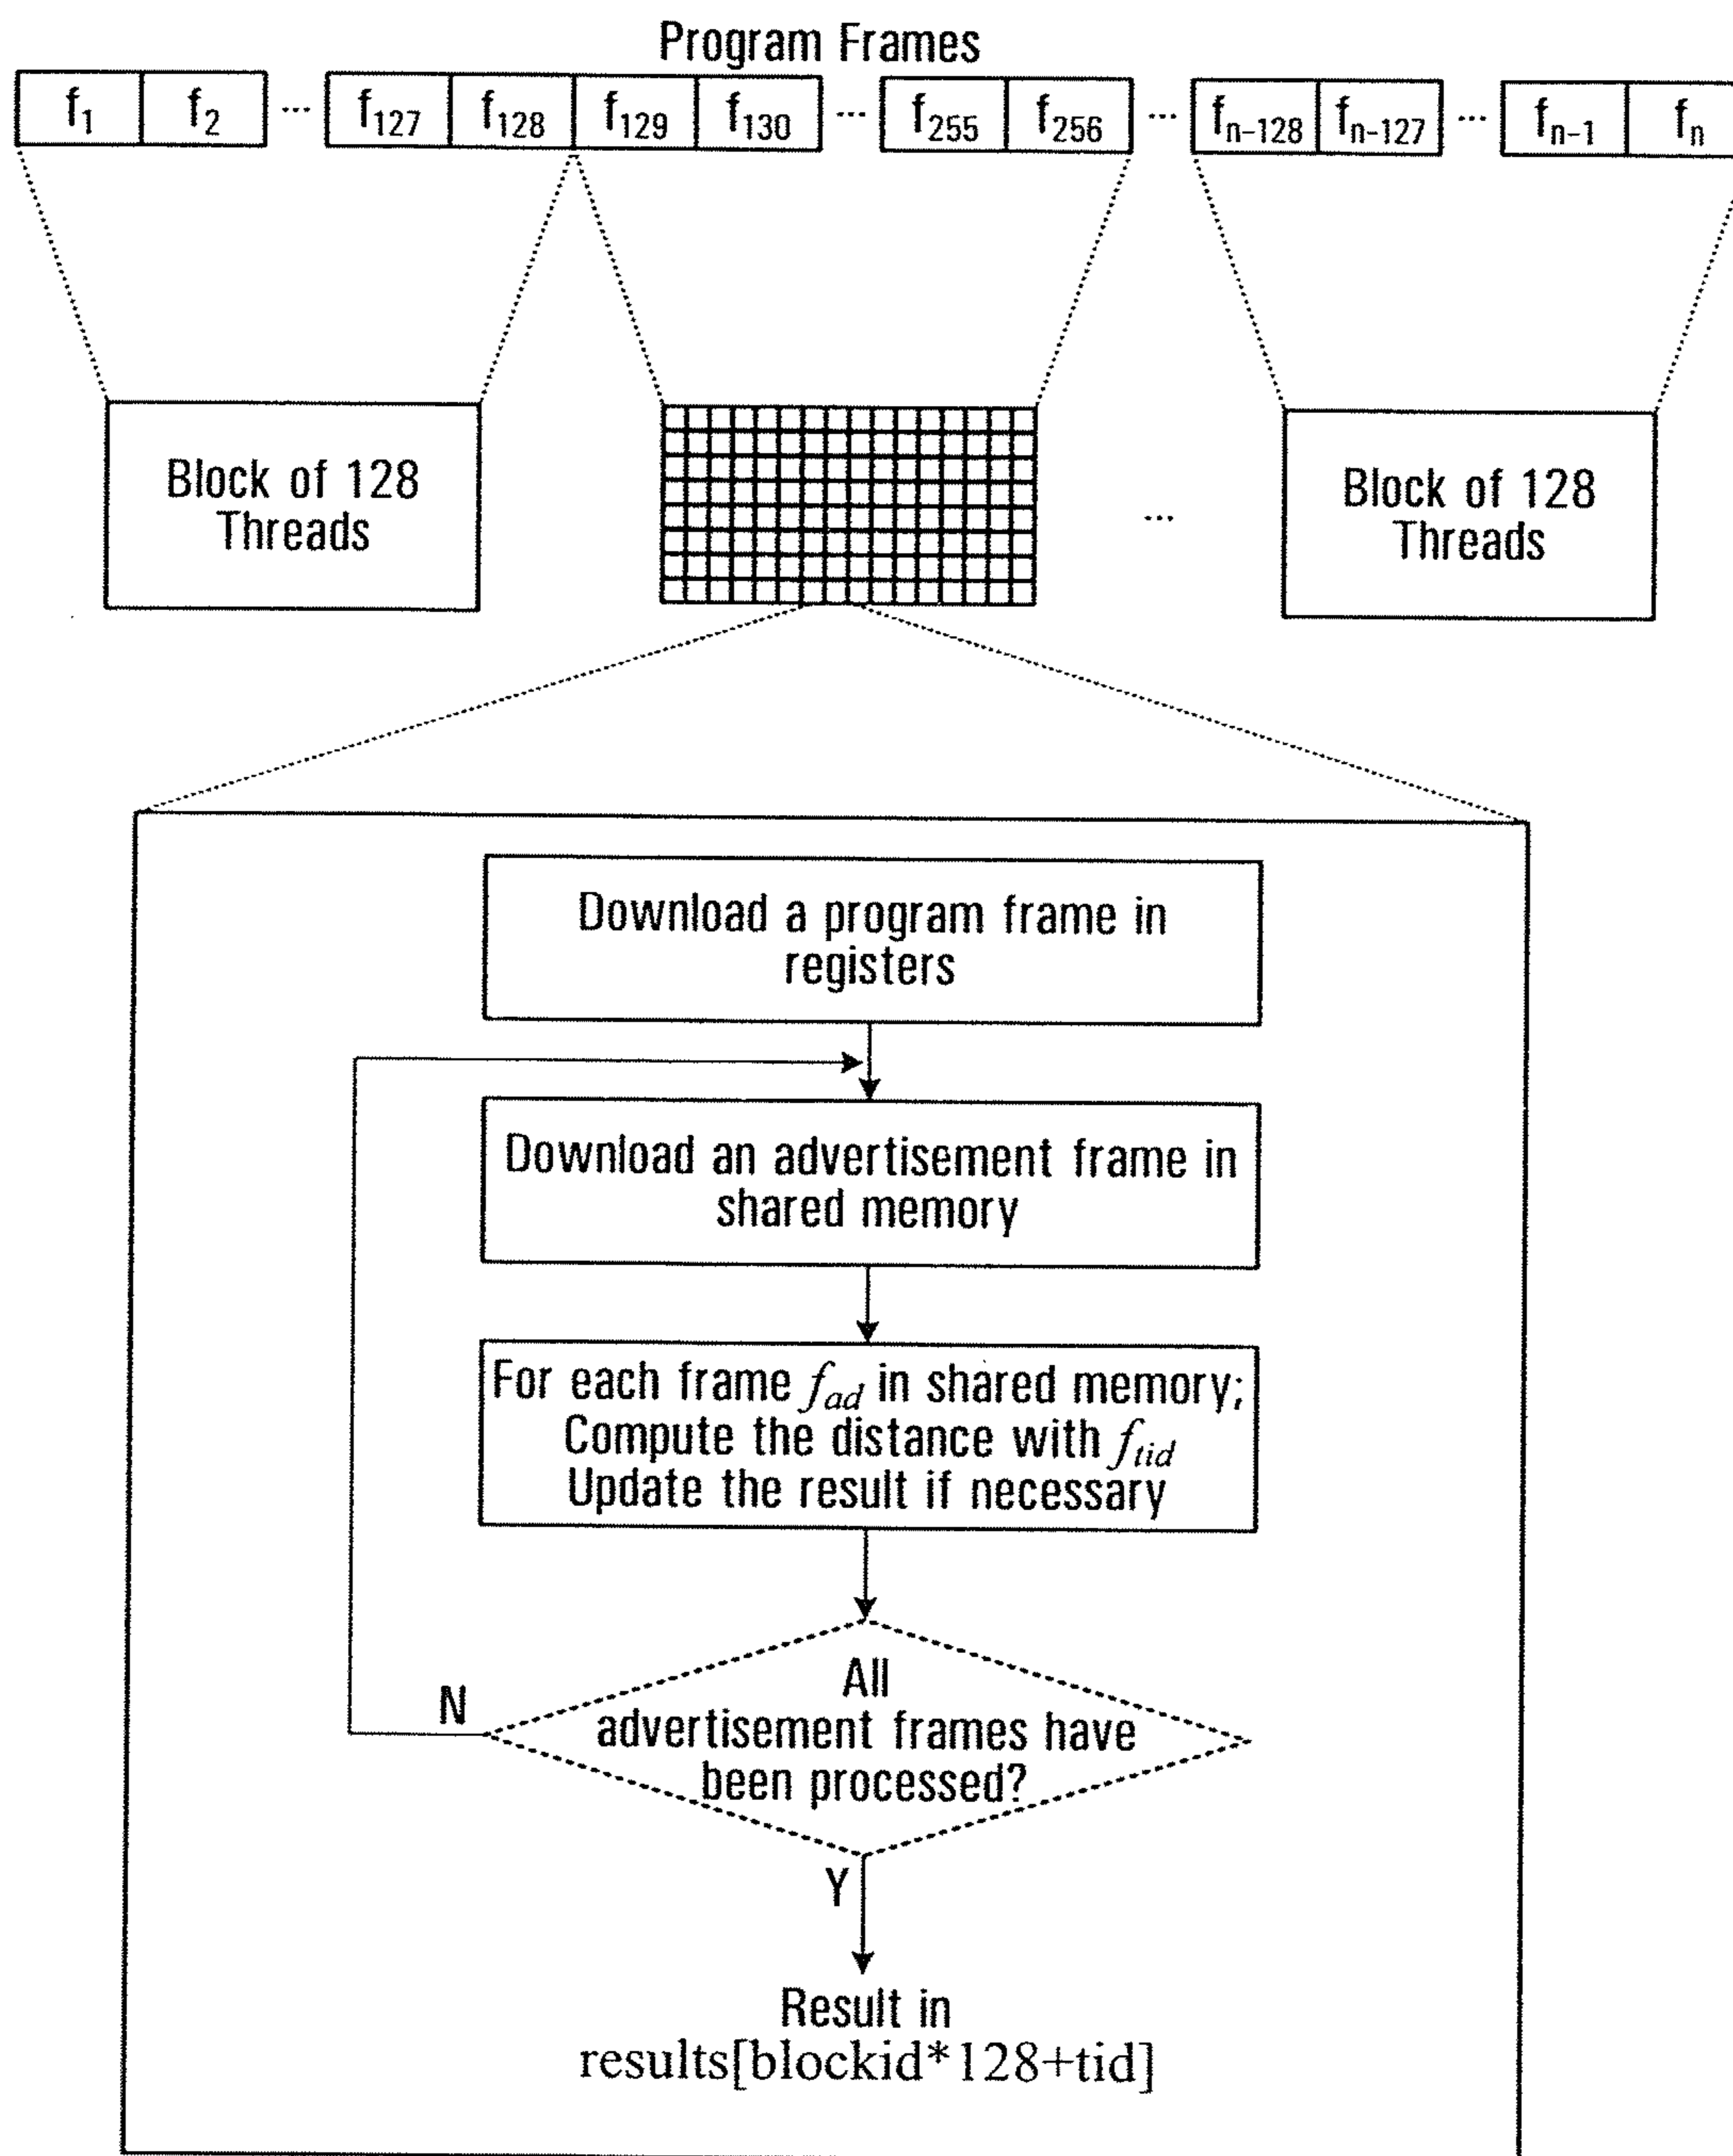 Program Frames
f1 f2 ... f127 f128 f129 f130 ... f255 f256 ... fn-128 fn-127 ... fn-1 fn
Block of 128
Threads
...
Block of 128
Threads
Download a program frame in
registers
Download an advertisement frame in
shared memory
For each frame fad in shared memory;
Compute the distance with ftid
Update the result if necessary
All
advertisement frames have
been processed?
N
Y
Result in
results[blockid*128+tid]